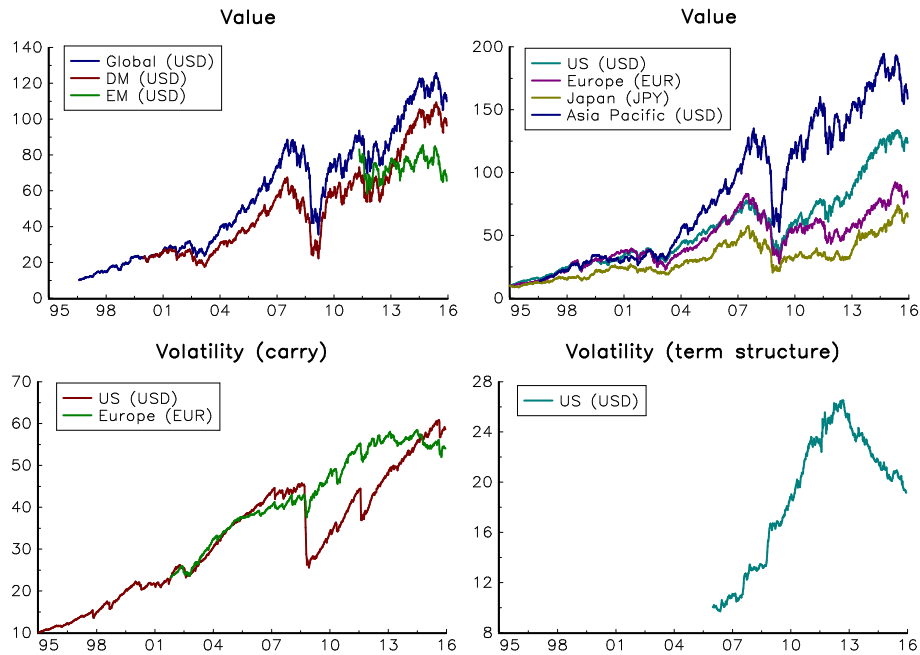 Value
140
120
100
80
60
40
20
0
Global (USD)
DM (USD)
EM (USD)
95 98 01 04 07 10 13 16
Value
200
150
100
50
0
US (USD)
Europe (EUR)
Japan (JPY)
Asia Pacific (USD)
95 98 01 04 07 10 13 16
Volatility (carry)
70
60
50
40
30
20
10
US (USD)
Europe (EUR)
95 98 01 04 07 10 13 16
Volatility (term structure)
28
24
20
16
12
8
US (USD)
95 98 01 04 07 10 13 16